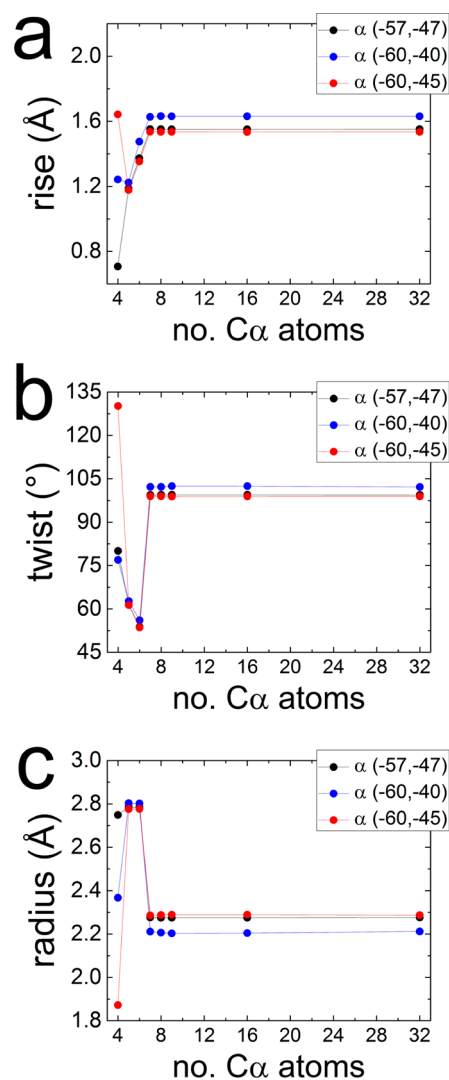 a
α (-57,-47)
α (-60,-40)
α (-60,-45)
2.0
1.6
1.2
0.8
rise (Å)
4 8 12 16 20 24 28 32
no. Cα atoms
b
α (-57,-47)
α (-60,-40)
α (-60,-45)
135
105
90
75
60
45
twist (°)
4 8 12 16 20 24 28 32
no. Cα atoms
c
α (-57,-47)
α (-60,-40)
α (-60,-45)
3.0
2.8
2.6
2.4
2.2
2.0
1.8
radius (Å)
4 8 12 16 20 24 28 32
no. Cα atoms